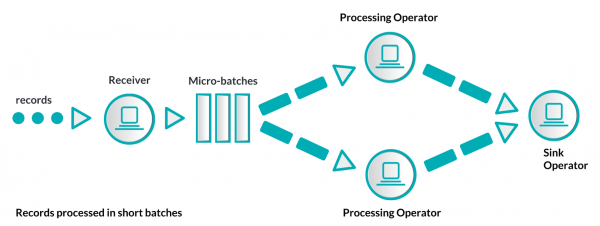 Processing Operator
Receiver
Micro-batches
records
Sink
Operator
Records processed in short batches
Processing Operator